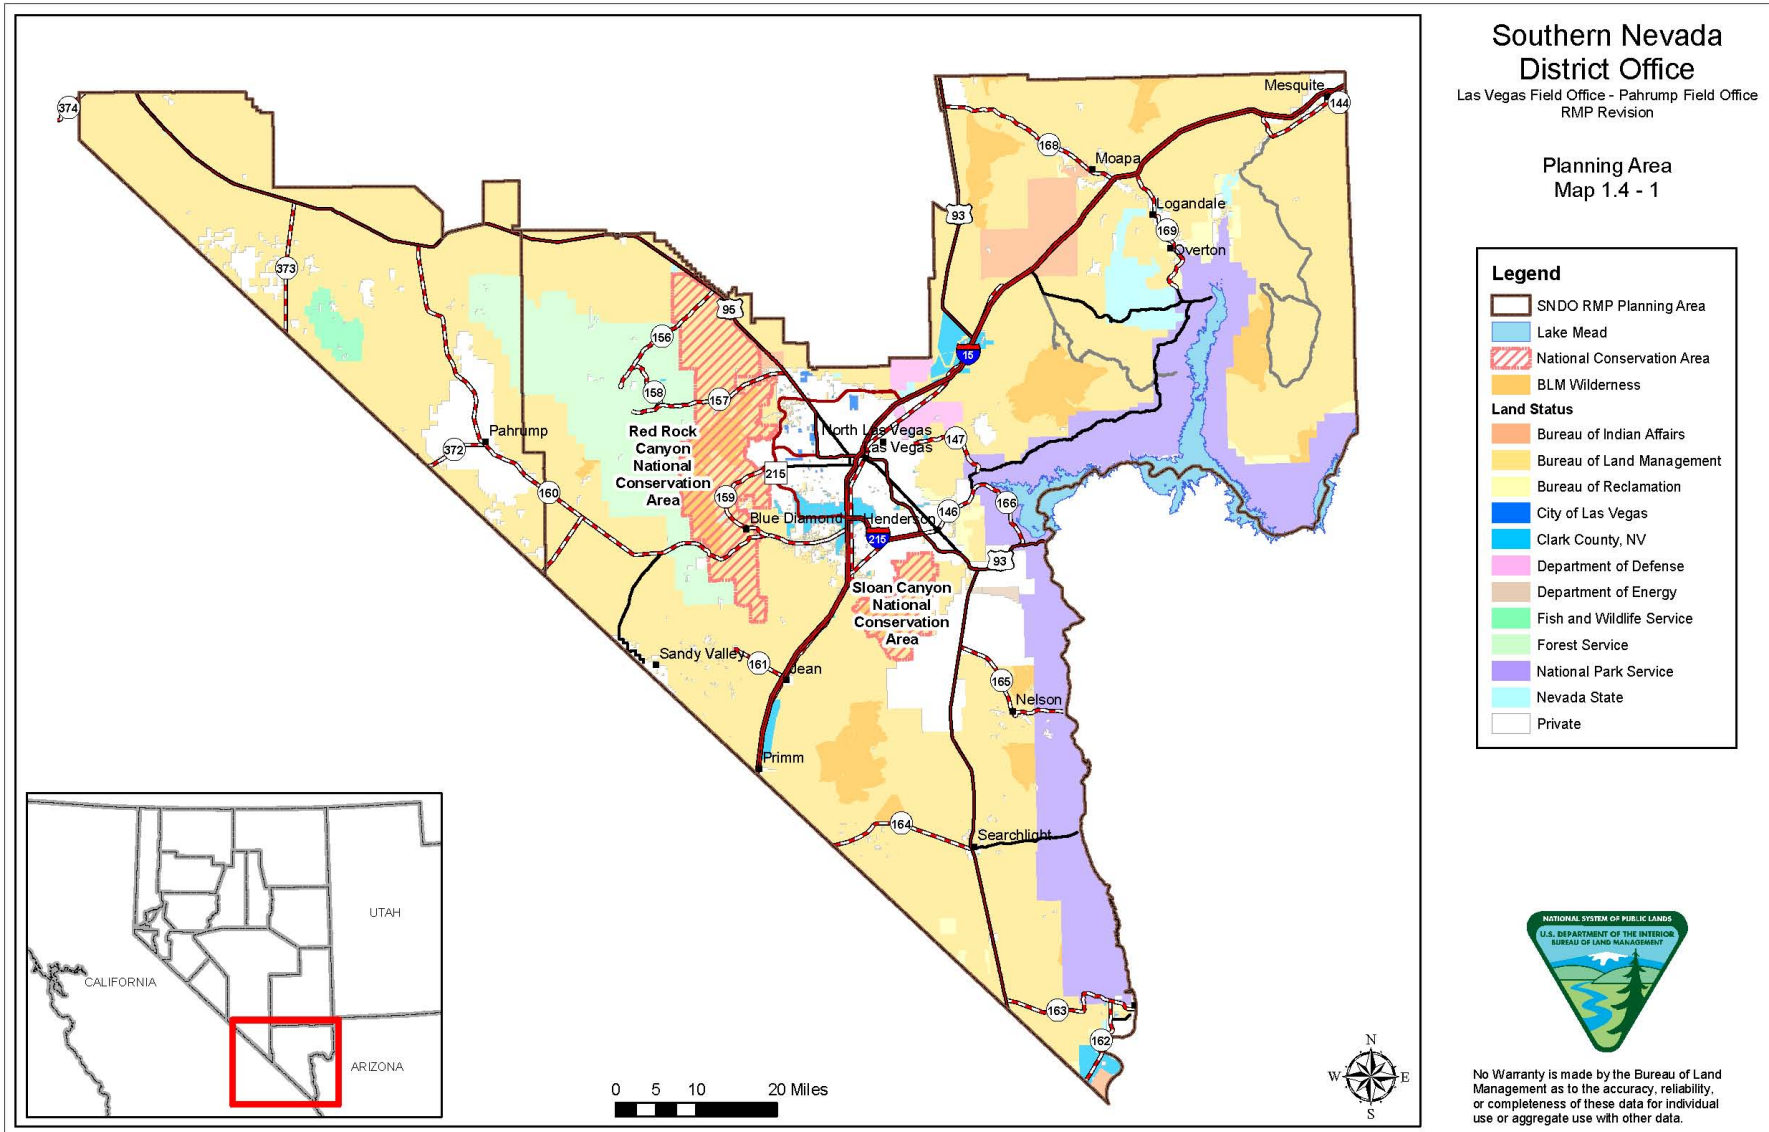 Southern Nevada
District Office
Las Vegas Field Office - Pahrump Field Office
RMP Revision
Planning Area
Map 1.4 - 1
Legend
SNDO RMP Planning Area
Lake Mead
National Conservation Area
BLM Wilderness
Land Status
Bureau of Indian Affairs
Bureau of Land Management
Bureau of Reclamation
City of Las Vegas
Clark County, NV
Department of Defense
Department of Energy
Fish and Wildlife Service
Forest Service
National Park Service
Nevada State
Private
374
Mesquite
144
168
Moapa
Logandale
93
169
Overton
373
95
156
15
158
157
Pahrump
372
Red Rock
Canyon
National
Conservation
Area
North Las Vegas
Las Vegas
147
215
160
159
146
166
Blue Diamond
Henderson
215
93
Sloan Canyon
National
Conservation
Area
Sandy Valley
161
Jean
165
Nelson
Primm
164
Searchlight
163
162
UTAH
CALIFORNIA
ARIZONA
0 5 10 20 Miles
N
W E
S
NATIONAL SYSTEM OF PUBLIC LANDS
U.S. DEPARTMENT OF THE INTERIOR
BUREAU OF LAND MANAGEMENT
No Warranty is made by the Bureau of Land
Management as to the accuracy, reliability,
or completeness of these data for individual
use or aggregate use with other data.